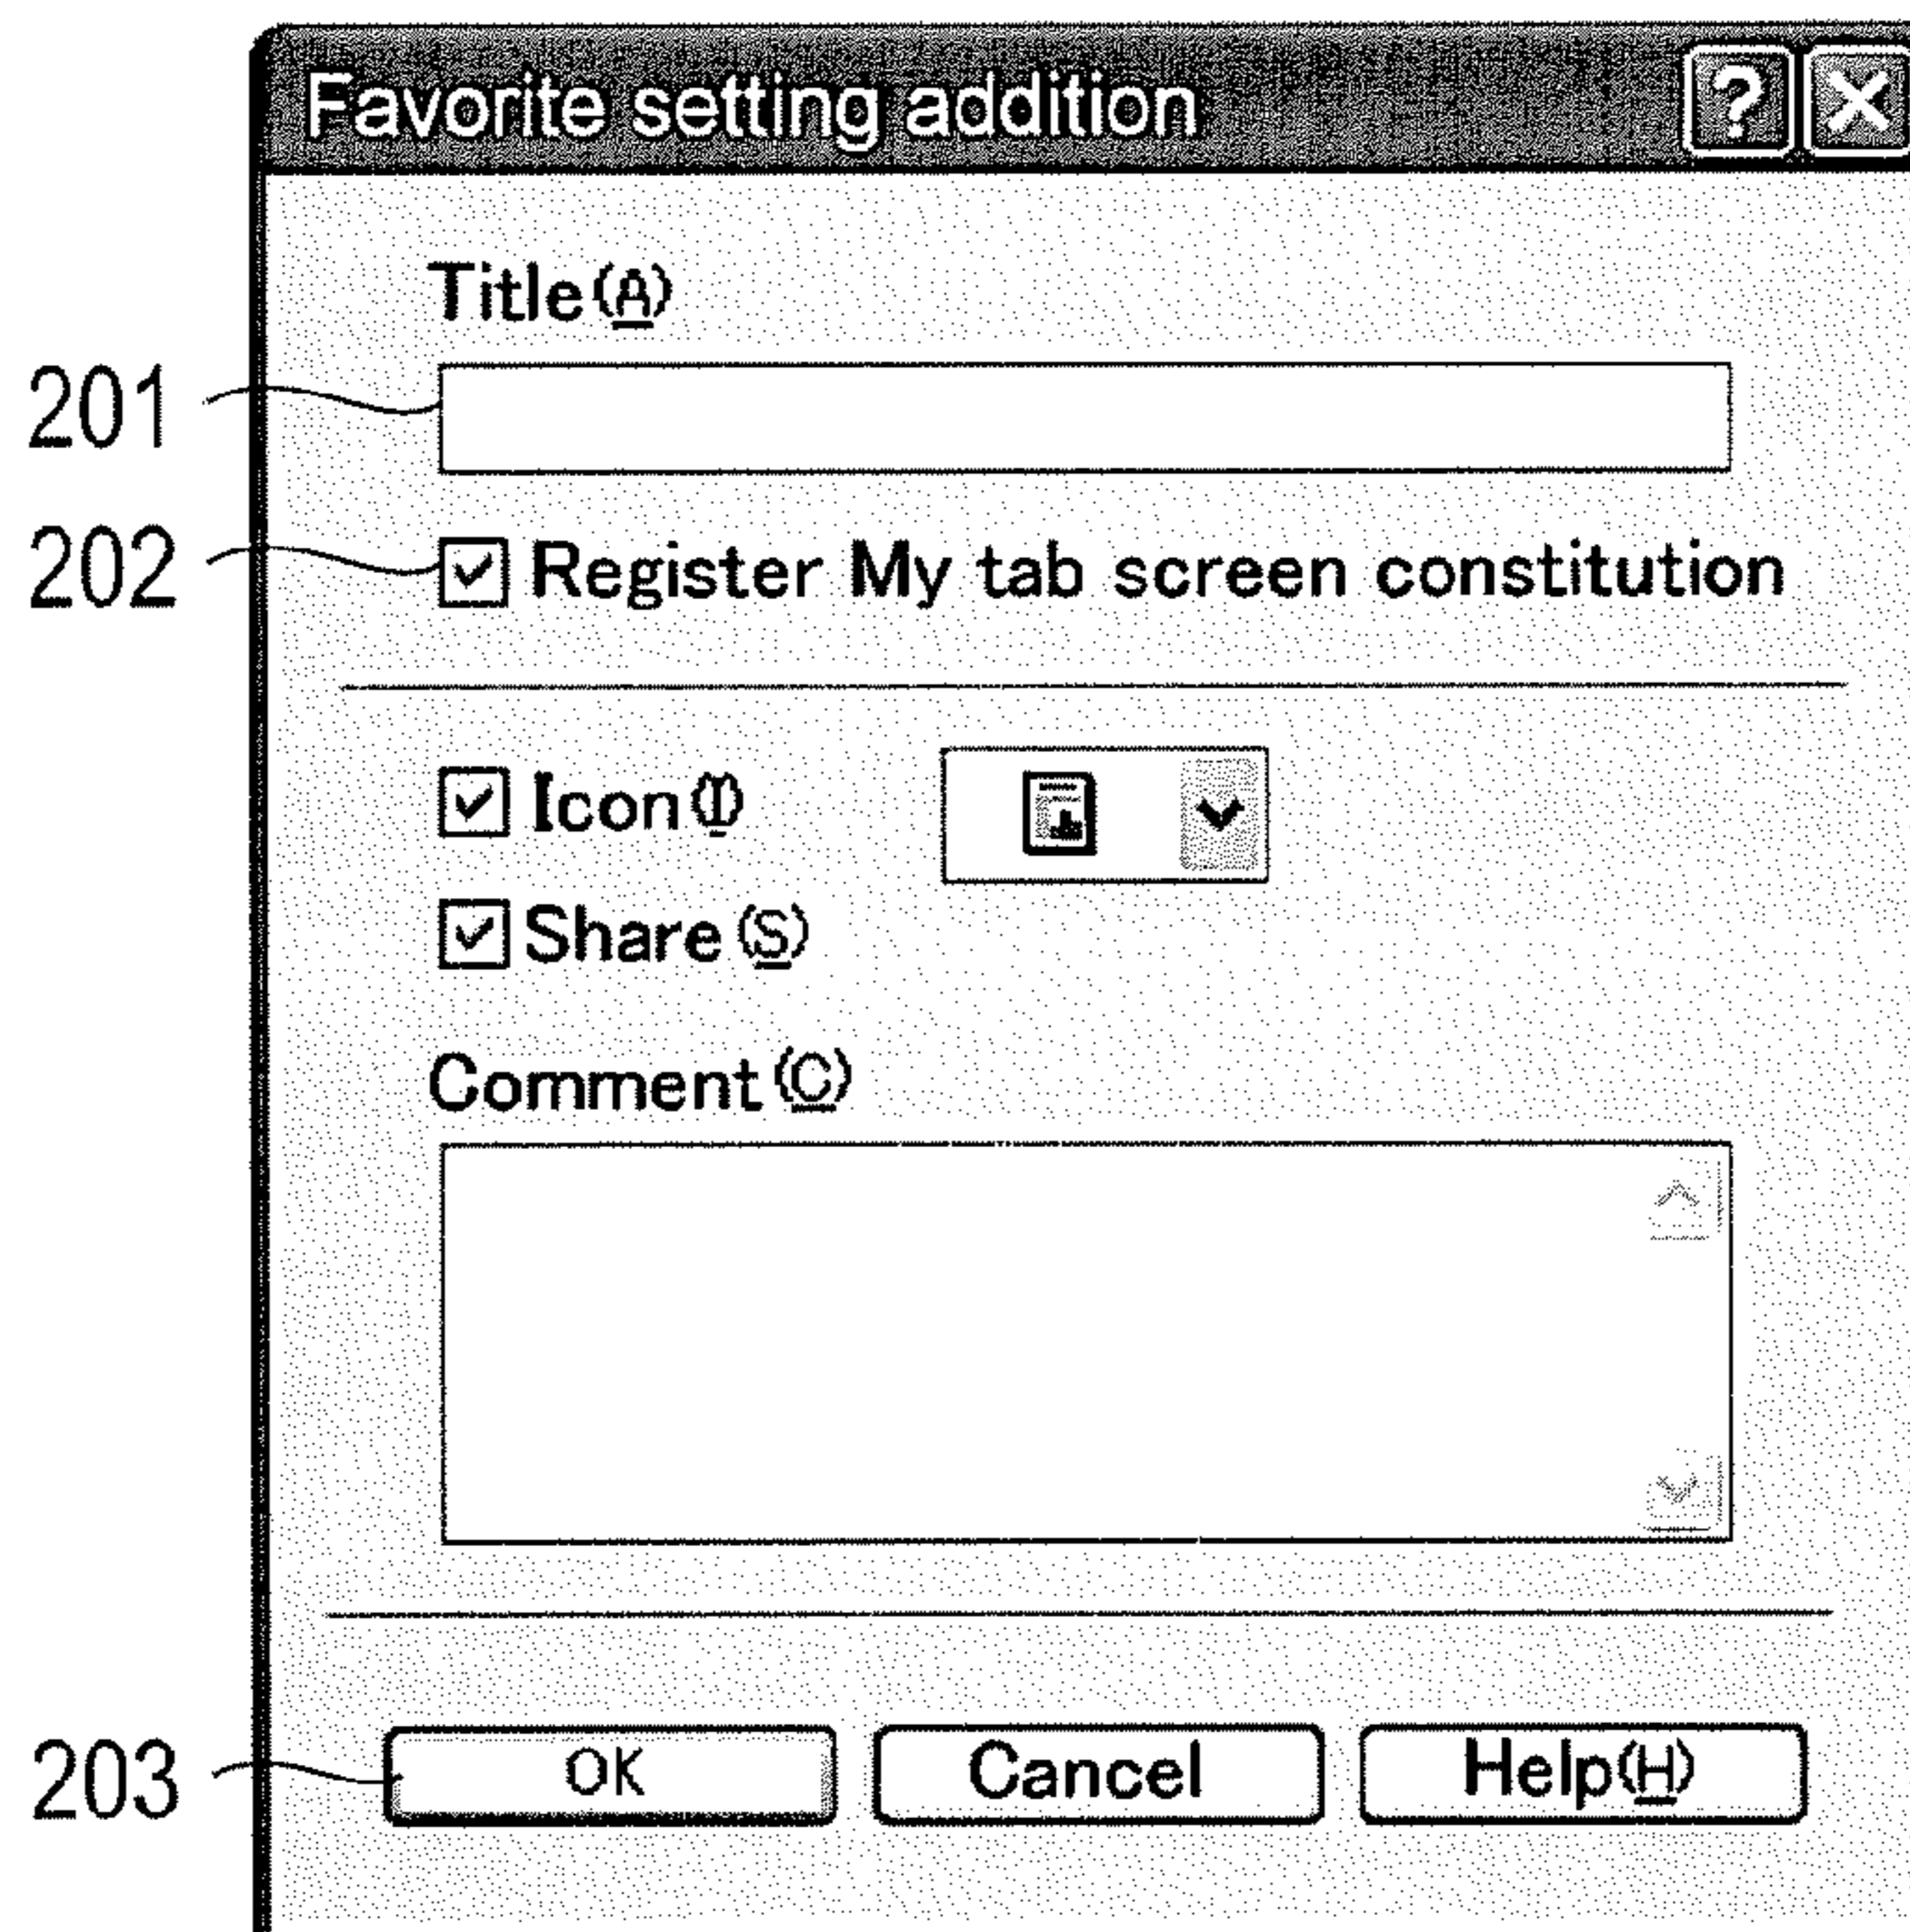 Favorite setting addition ? ×
Title(A)
201
202 Register My tab screen constitution
Icon(I)
Share(S)
Comment(C)
203 OK Cancel Help(H)